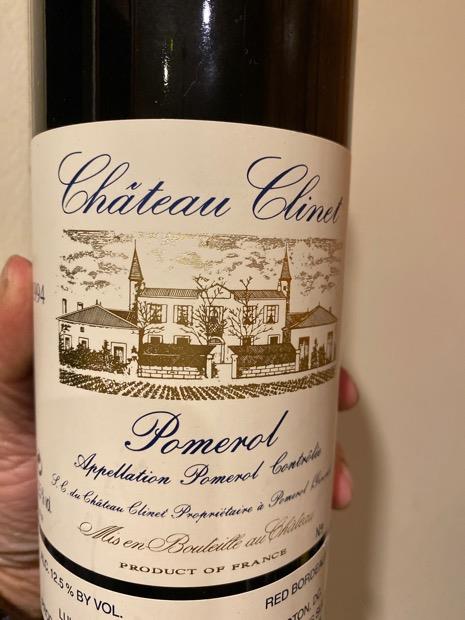 Château Clinet
Pomerol
Appellation Pomerol Contrôlée
S.C. du Château Clinet Propriétaire à Pomerol
Mis en Bouteille au Château
PRODUCT OF FRANCE
12.5 % BY VOL.
RED